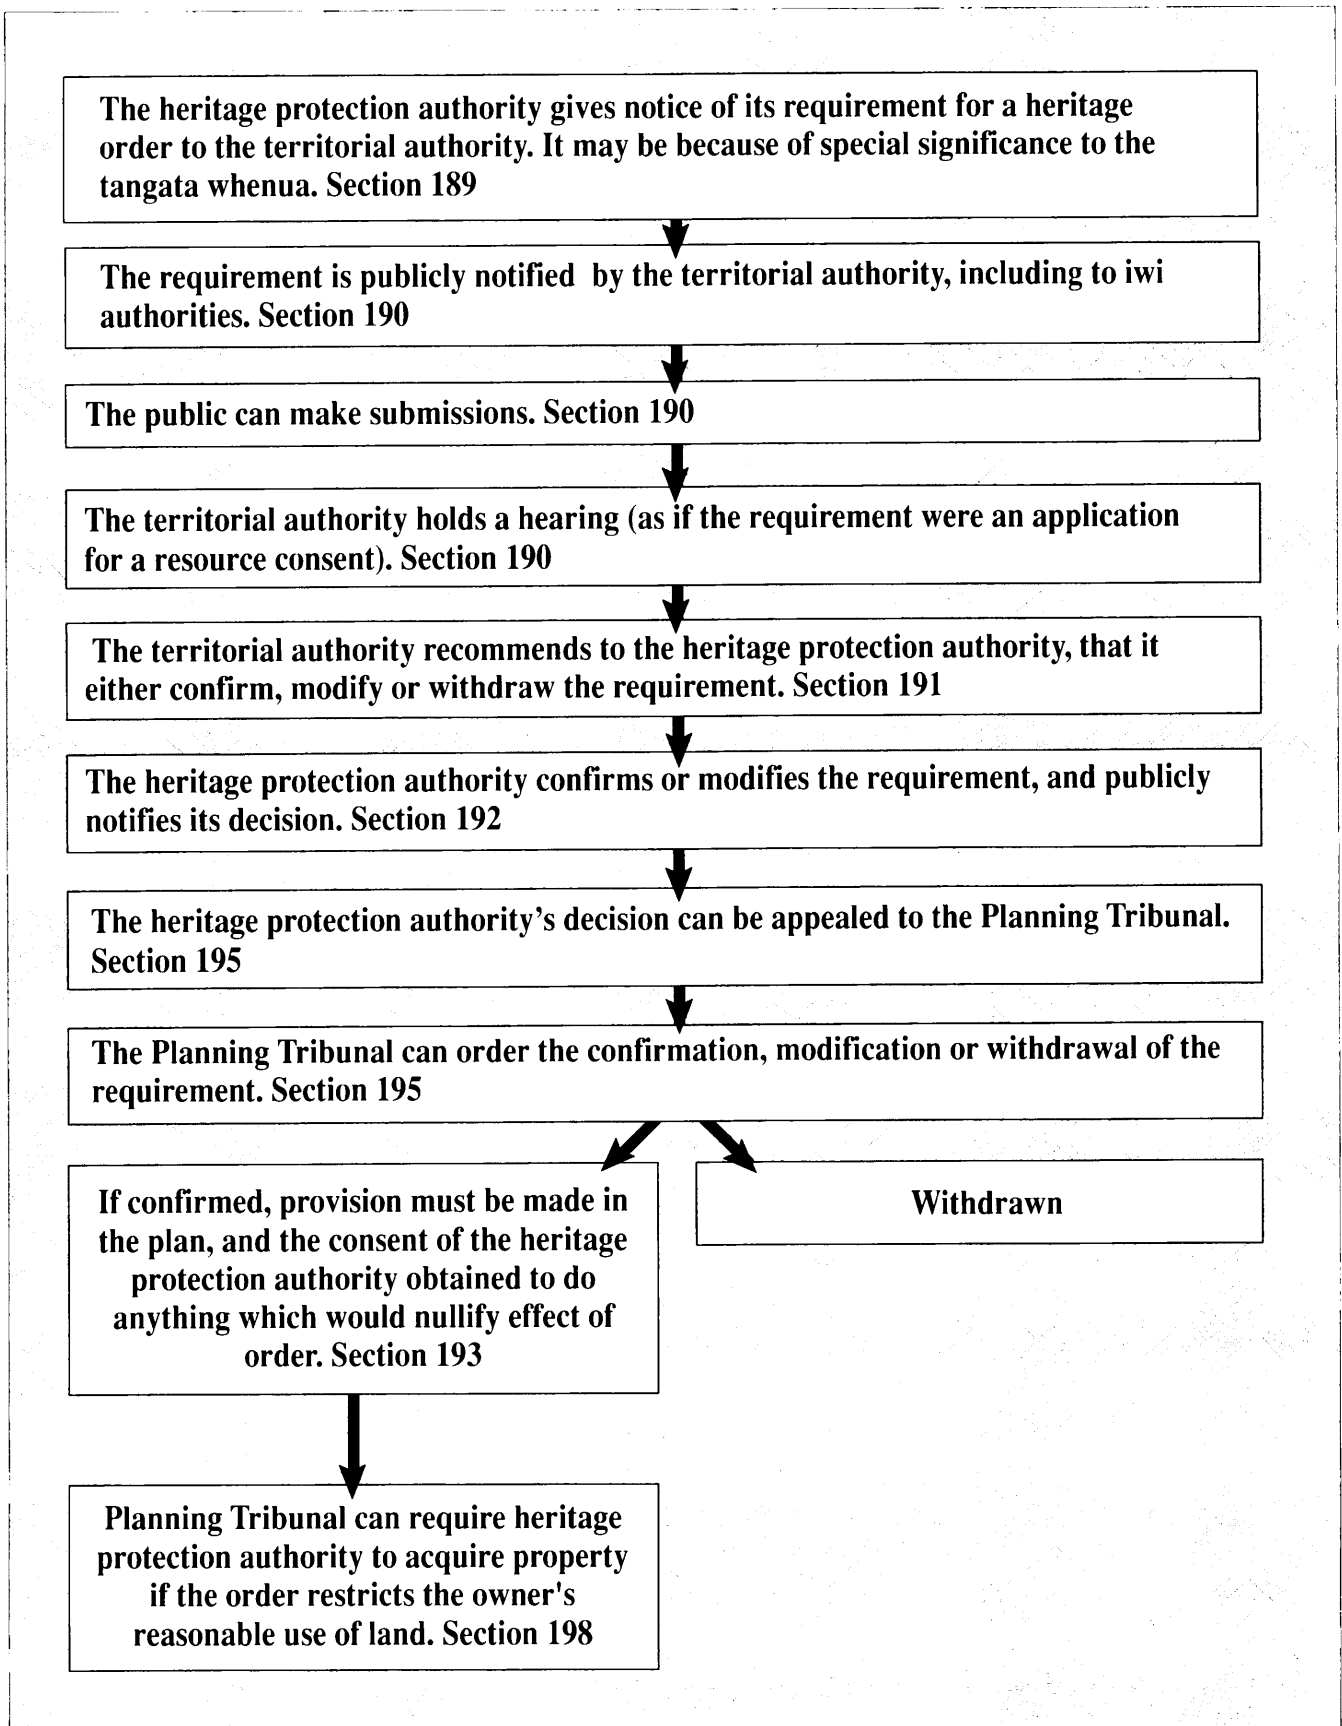 The heritage protection authority gives notice of its requirement for a heritage
order to the territorial authority. It may be because of special significance to the
tangata whenua. Section 189
The requirement is publicly notified by the territorial authority, including to iwi
authorities. Section 190
The public can make submissions. Section 190
The territorial authority holds a hearing (as if the requirement were an application
for a resource consent). Section 190
The territorial authority recommends to the heritage protection authority, that it
either confirm, modify or withdraw the requirement. Section 191
The heritage protection authority confirms or modifies the requirement, and publicly
notifies its decision. Section 192
The heritage protection authority's decision can be appealed to the Planning Tribunal.
Section 195
The Planning Tribunal can order the confirmation, modification or withdrawal of the
requirement. Section 195
If confirmed, provision must be made in
the plan, and the consent of the heritage
protection authority obtained to do
anything which would nullify effect of
order. Section 193
Withdrawn
Planning Tribunal can require heritage
protection authority to acquire property
if the order restricts the owner's
reasonable use of land. Section 198